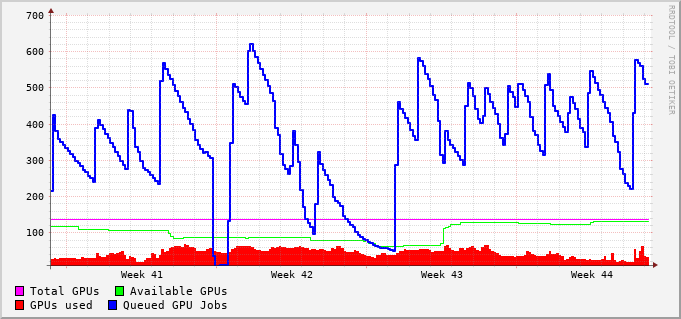 700
600
500
400
300
200
100
Week 41 Week 42 Week 43 Week 44
Total GPUs Available GPUs
GPUs used Queued GPU Jobs
RRDTOOL / TOBI OETIKER